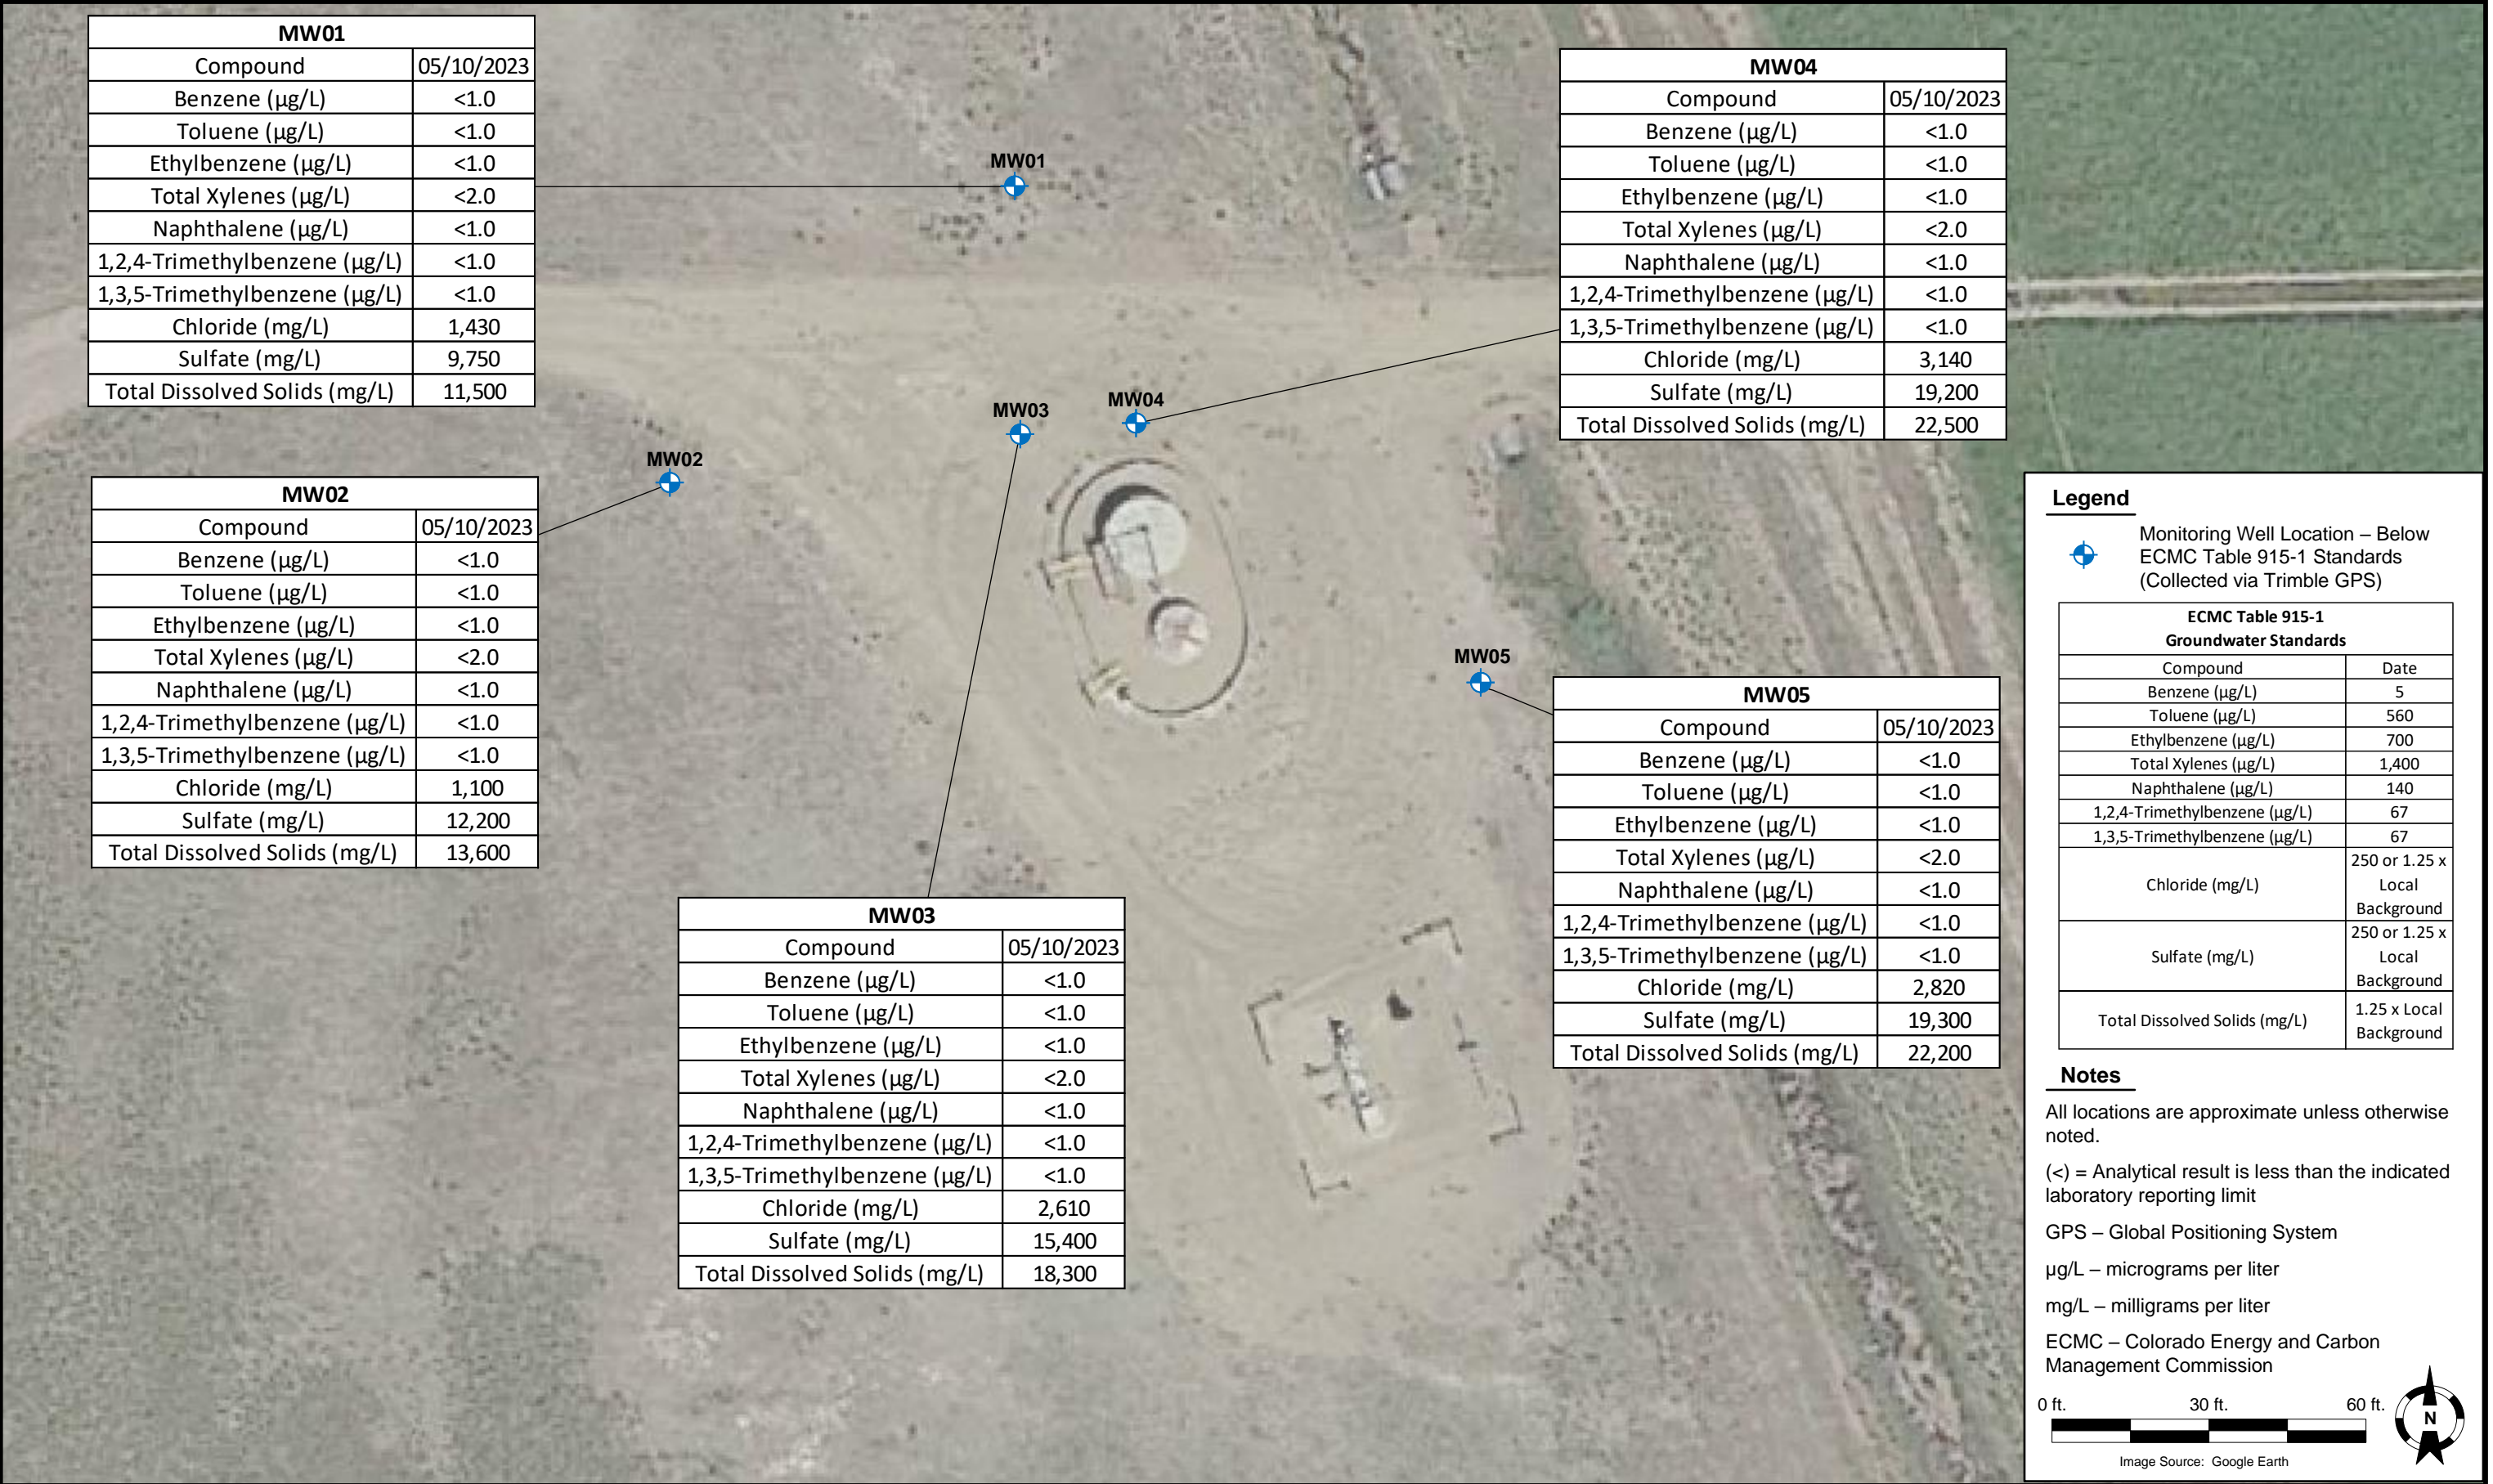 MW01
Compound 05/10/2023
Benzene (µg/L) <1.0
Toluene (µg/L) <1.0
Ethylbenzene (µg/L) <1.0
Total Xylenes (µg/L) <2.0
Naphthalene (µg/L) <1.0
1,2,4-Trimethylbenzene (µg/L) <1.0
1,3,5-Trimethylbenzene (µg/L) <1.0
Chloride (mg/L) 1,430
Sulfate (mg/L) 9,750
Total Dissolved Solids (mg/L) 11,500
MW04
Compound 05/10/2023
Benzene (µg/L) <1.0
Toluene (µg/L) <1.0
Ethylbenzene (µg/L) <1.0
Total Xylenes (µg/L) <2.0
Naphthalene (µg/L) <1.0
1,2,4-Trimethylbenzene (µg/L) <1.0
1,3,5-Trimethylbenzene (µg/L) <1.0
Chloride (mg/L) 3,140
Sulfate (mg/L) 19,200
Total Dissolved Solids (mg/L) 22,500
MW01
MW04
MW03
MW02
MW05
MW02
Compound 05/10/2023
Benzene (µg/L) <1.0
Toluene (µg/L) <1.0
Ethylbenzene (µg/L) <1.0
Total Xylenes (µg/L) <2.0
Naphthalene (µg/L) <1.0
1,2,4-Trimethylbenzene (µg/L) <1.0
1,3,5-Trimethylbenzene (µg/L) <1.0
Chloride (mg/L) 1,100
Sulfate (mg/L) 12,200
Total Dissolved Solids (mg/L) 13,600
MW03
Compound 05/10/2023
Benzene (µg/L) <1.0
Toluene (µg/L) <1.0
Ethylbenzene (µg/L) <1.0
Total Xylenes (µg/L) <2.0
Naphthalene (µg/L) <1.0
1,2,4-Trimethylbenzene (µg/L) <1.0
1,3,5-Trimethylbenzene (µg/L) <1.0
Chloride (mg/L) 2,610
Sulfate (mg/L) 15,400
Total Dissolved Solids (mg/L) 18,300
MW05
Compound 05/10/2023
Benzene (µg/L) <1.0
Toluene (µg/L) <1.0
Ethylbenzene (µg/L) <1.0
Total Xylenes (µg/L) <2.0
Naphthalene (µg/L) <1.0
1,2,4-Trimethylbenzene (µg/L) <1.0
1,3,5-Trimethylbenzene (µg/L) <1.0
Chloride (mg/L) 2,820
Sulfate (mg/L) 19,300
Total Dissolved Solids (mg/L) 22,200
Legend
Monitoring Well Location – Below
ECMC Table 915-1 Standards
(Collected via Trimble GPS)
ECMC Table 915-1
Groundwater Standards
Compound Date
Benzene (µg/L) 5
Toluene (µg/L) 560
Ethylbenzene (µg/L) 700
Total Xylenes (µg/L) 1,400
Naphthalene (µg/L) 140
1,2,4-Trimethylbenzene (µg/L) 67
1,3,5-Trimethylbenzene (µg/L) 67
Chloride (mg/L) 250 or 1.25 x
Local
Background
Sulfate (mg/L) 250 or 1.25 x
Local
Background
Total Dissolved Solids (mg/L) 1.25 x Local
Background
Notes
All locations are approximate unless otherwise
noted.
(<) = Analytical result is less than the indicated
laboratory reporting limit
GPS – Global Positioning System
µg/L – micrograms per liter
mg/L – milligrams per liter
ECMC – Colorado Energy and Carbon
Management Commission
0 ft. 30 ft. 60 ft.
N
Image Source: Google Earth